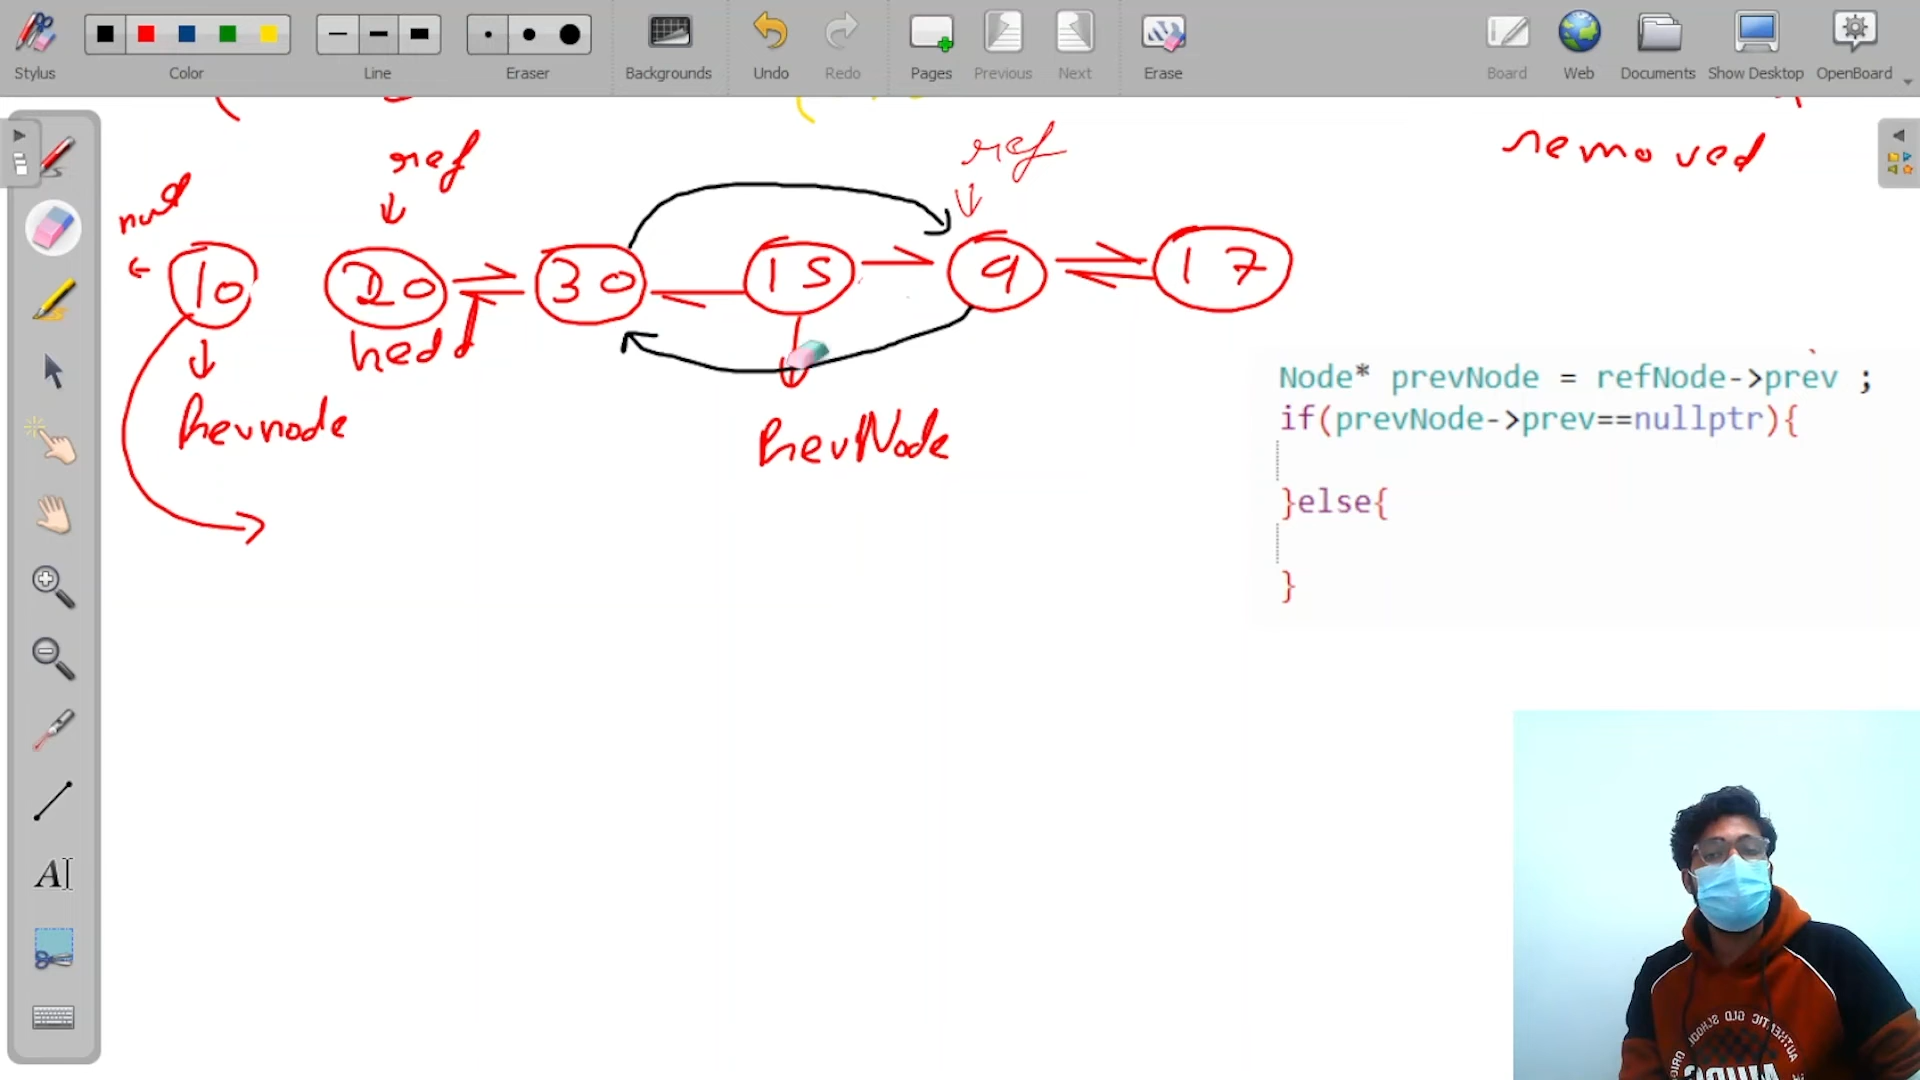 Stylus
Color
Line
Eraser
Backgrounds
Undo
Redo
Pages
Previous
Next
Erase
Board
Web
Documents
Show Desktop
OpenBoard
removed
ref
ref
null
10 20 30 15 9 17
head
Prevnode
PrevNode
Node* prevNode = refNode->prev ;
if(prevNode->prev==nullptr){
}else{
}
A